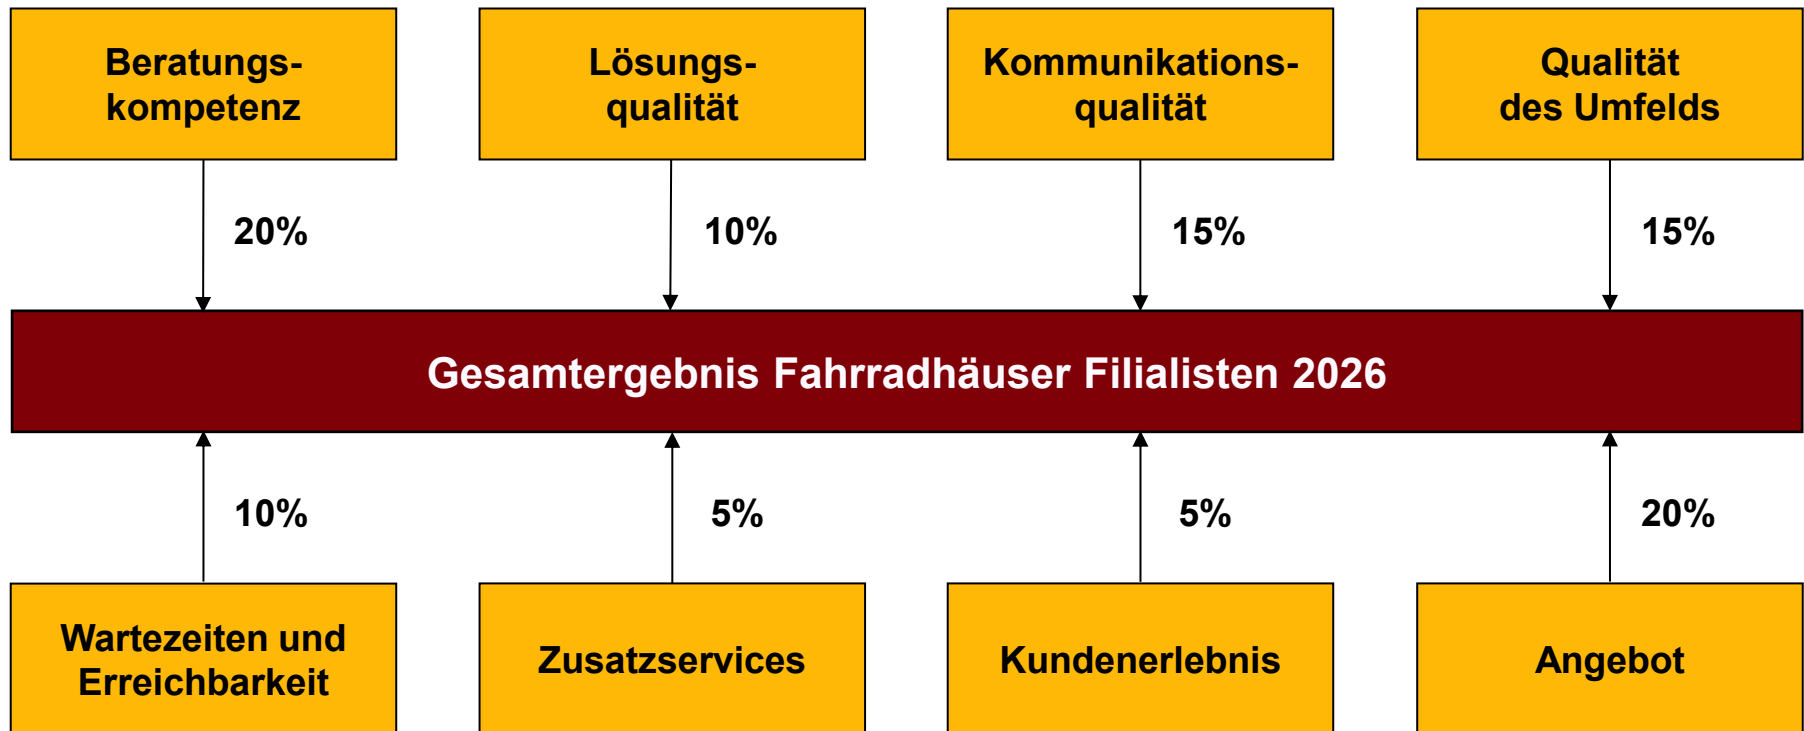 Beratungs-
kompetenz
Lösungs-
qualität
Kommunikations-
qualität
Qualität
des Umfelds
20%
10%
15%
15%
Gesamtergebnis Fahrradhäuser Filialisten 2026
10%
5%
5%
20%
Wartezeiten und
Erreichbarkeit
Zusatzservices
Kundenerlebnis
Angebot